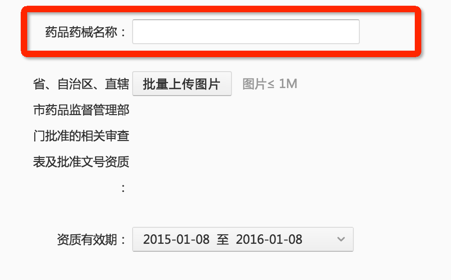 药品药械名称：
省、自治区、直辖 批量上传图片 图片≤ 1M
市药品监督管理部
门批准的相关审查
表及批准文号资质
：
资质有效期： 2015-01-08 至 2016-01-08